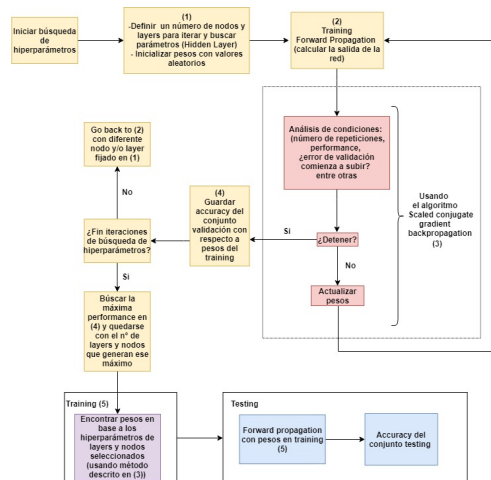 Iniciar búsqueda
de
hiperparámetros
(1)
-Definir un número de nodos y
layers para iterar y buscar
parámetros (Hidden Layer)
- Inicializar pesos con valores
aleatorios
(2)
Training
Forward Propagation
(calcular la salida de la
red)
Go back to (2)
con diferente
nodo y/o layer
fijado en (1)
Análisis de condiciones:
(número de repeticiones,
performance,
¿error de validación
comienza a subir?
entre otras
Usando
el algoritmo
Scaled conjugate
gradient
backpropagation
(3)
No
(4)
Guardar
accuracy del
conjunto
validación con
respecto a
pesos del
training
¿Fin iteraciones
de búsqueda de
hiperparámetros?
Si
¿Detener?
No
Si
Actualizar
pesos
Búscar la
máxima
performance en
(4) y quedarse
con el n° de
layers y nodos
que generan ese
máximo
Training (5)
Encontrar pesos en
base a los
hiperparámetros de
layers y nodos
seleccionados
(usando método
descrito en (3))
Testing
Forward propagation
con pesos en training
(5)
Accuracy del
conjunto testing